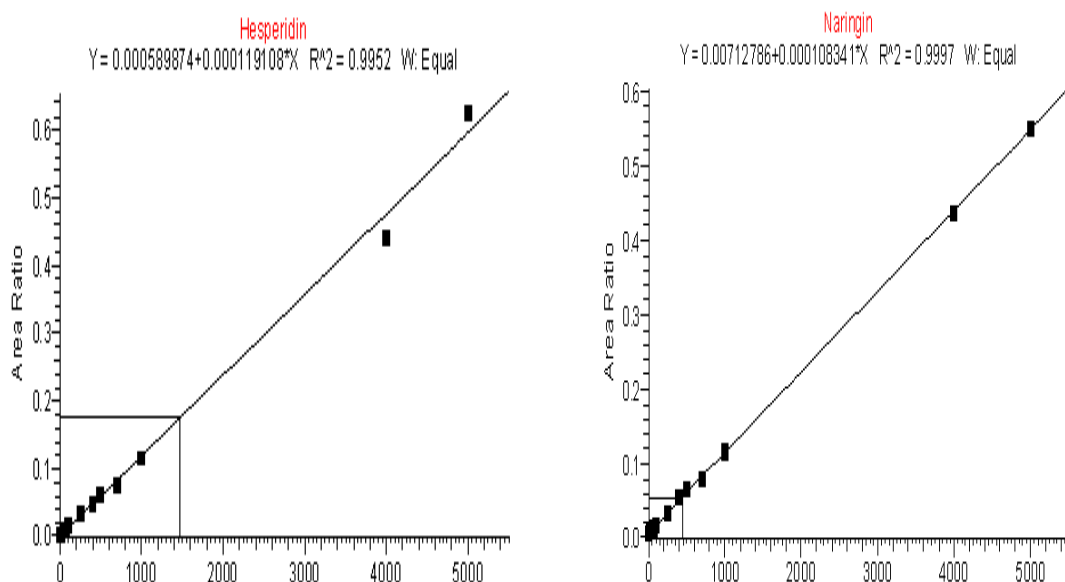 Hesperidin
Y = 0.000589874+0.000119108*X R^2 = 0.9952 W: Equal
0.6
0.5
0.4
0.3
0.2
0.1
0.0
Area Ratio
0 1000 2000 3000 4000 5000
Naringin
Y = 0.00712786+0.000108341*X R^2 = 0.9997 W: Equal
0.6
0.5
0.4
0.3
0.2
0.1
0.0
Area Ratio
0 1000 2000 3000 4000 5000